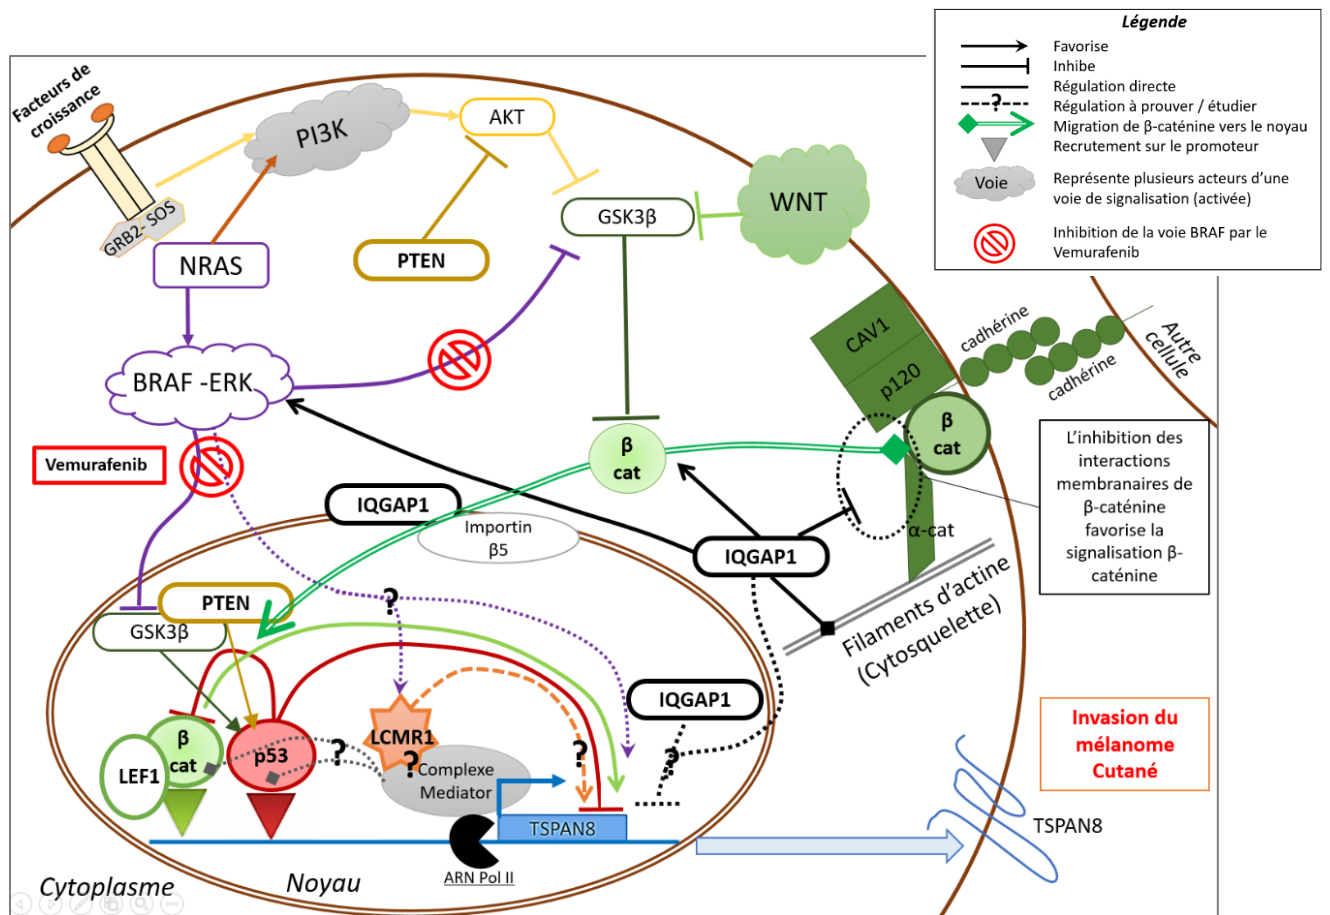 Légende
Favorise
Inhibe
Régulation directe
?
Régulation à prouver / étudier
Migration de β-caténine vers le noyau
Recrutement sur le promoteur
Voie
Représente plusieurs acteurs d’une
voie de signalisation (activée)
Inhibition de la voie BRAF par le
Vemurafenib
Facteurs de
croissance
PI3K
AKT
GRB2- SOS
NRAS
PTEN
GSK3β
WNT
BRAF -ERK
Vemurafenib
CAV1
p120
cadhérine
cadhérine
Autre
cellule
β
cat
β
cat
α-cat
L’inhibition des
interactions
membranaires de
β-caténine
favorise la
signalisation β-
caténine
IQGAP1
Importin
β5
IQGAP1
Filaments d’actine
(Cytosquelette)
PTEN
GSK3β
?
IQGAP1
LCMR1
?
β
cat
LEF1
p53
?
Complexe
Mediator
?
?
TSPAN8
ARN Pol II
Invasion du
mélanome
Cutané
TSPAN8
Cytoplasme
Noyau